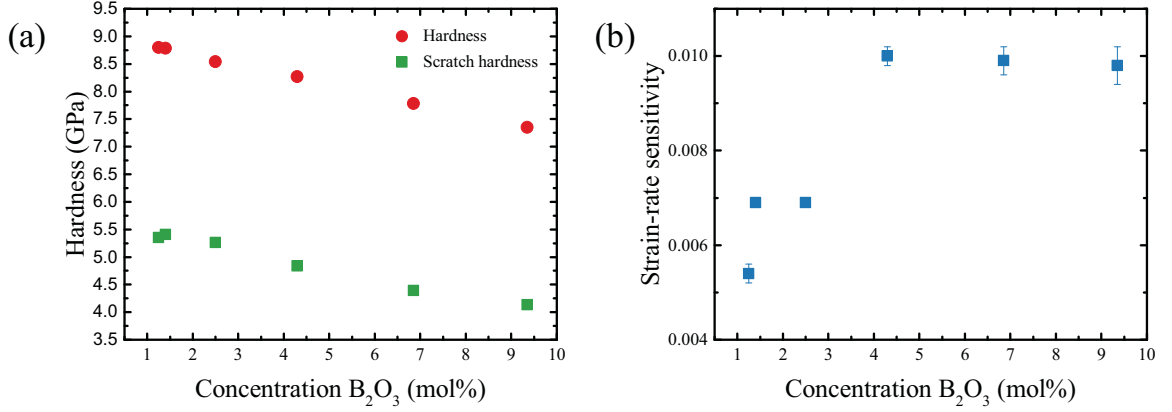 (a)
Hardness (GPa)
9.5
9.0
8.5
8.0
7.5
7.0
6.5
6.0
5.5
5.0
4.5
4.0
3.5
Hardness
Scratch hardness
1 2 3 4 5 6 7 8 9 10
Concentration B₂O₃ (mol%)
(b)
Strain-rate sensitivity
0.010
0.008
0.006
0.004
1 2 3 4 5 6 7 8 9 10
Concentration B₂O₃ (mol%)